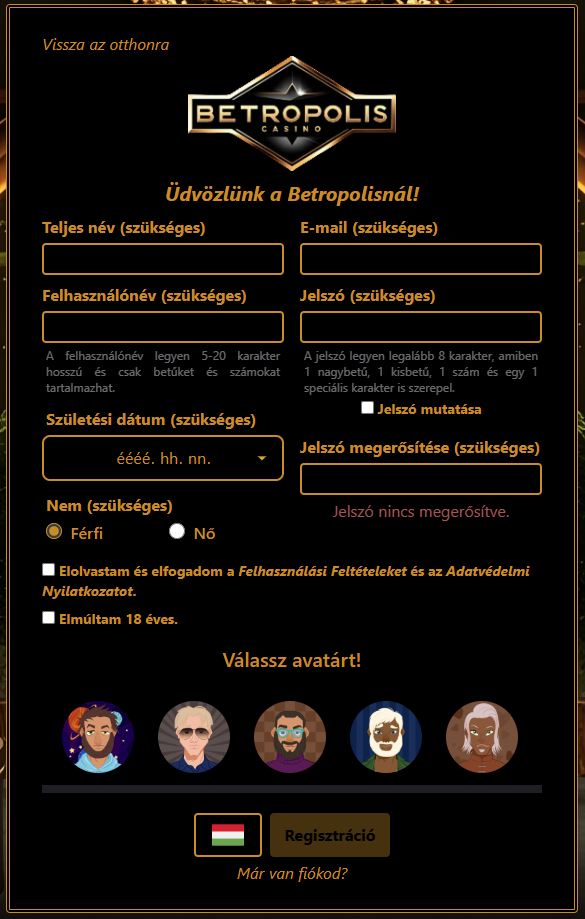 Vissza az otthonra
BETROPOLIS
CASINO
Üdvözlünk a Betropolisnál!
Teljes név (szükséges)
E-mail (szükséges)
Felhasználónév (szükséges)
Jelszó (szükséges)
A felhasználónév legyen 5-20 karakter
hosszú és csak betűket és számokat
tartalmazhat.
A jelszó legyen legalább 8 karakter, amiben
1 nagybetű, 1 kisbetű, 1 szám és egy 1
speciális karakter is szerepel.
Jelszó mutatása
Születési dátum (szükséges)
éééé. hh. nn.
Jelszó megerősítése (szükséges)
Jelszó nincs megerősítve.
Nem (szükséges)
Férfi
Nő
Elolvastam és elfogadom a Felhasználási Feltételeket és az Adatvédelmi
Nyilatkozatot.
Elmúltam 18 éves.
Válassz avatárt!
Regisztráció
Már van fiókod?